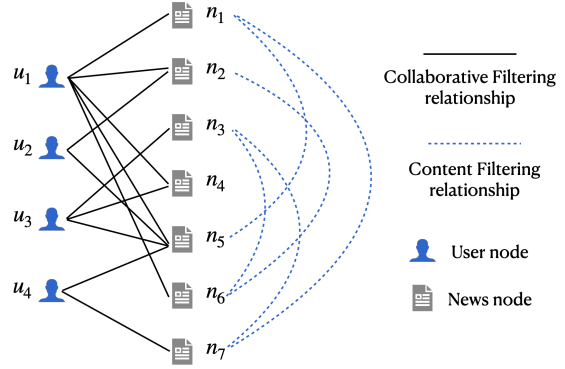 n1
u1
n2
u2
n3
u3
n4
n5
u4
n6
n7
Collaborative Filtering
relationship
Content Filtering
relationship
User node
News node